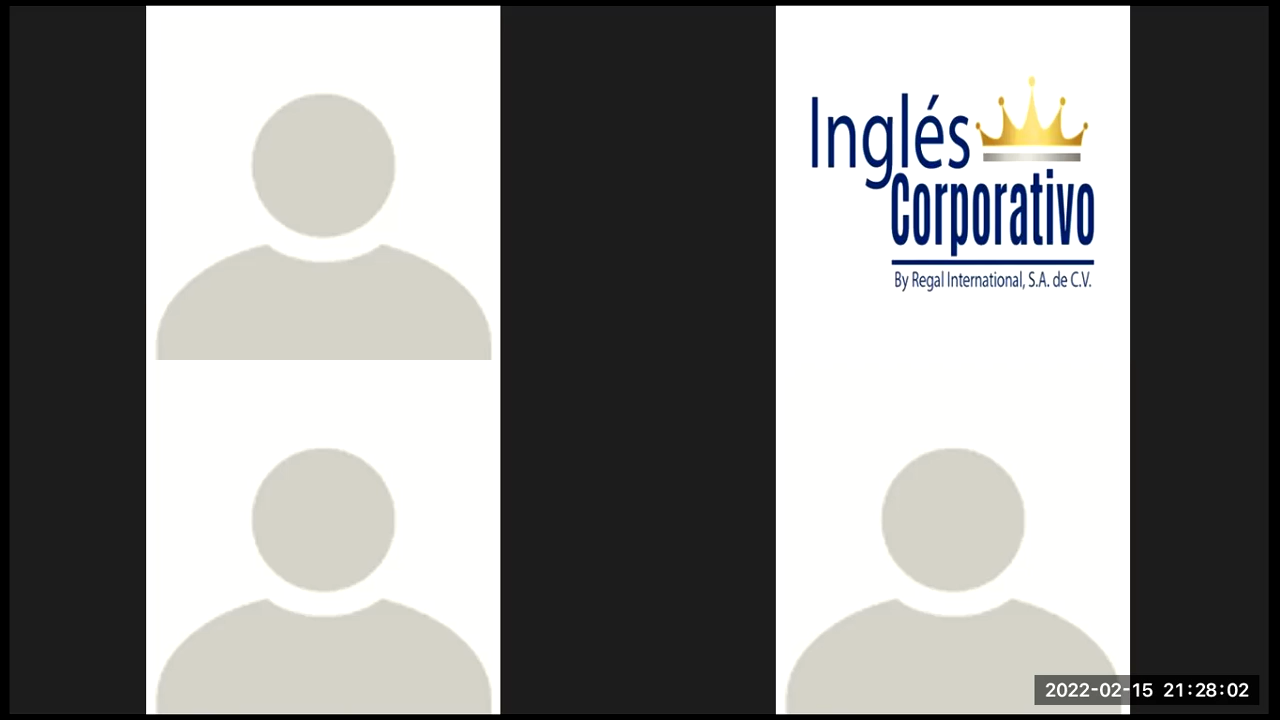 Inglés
Corporativo
By Regal International, S.A. de C.V.
2022-02-15 21:28:02